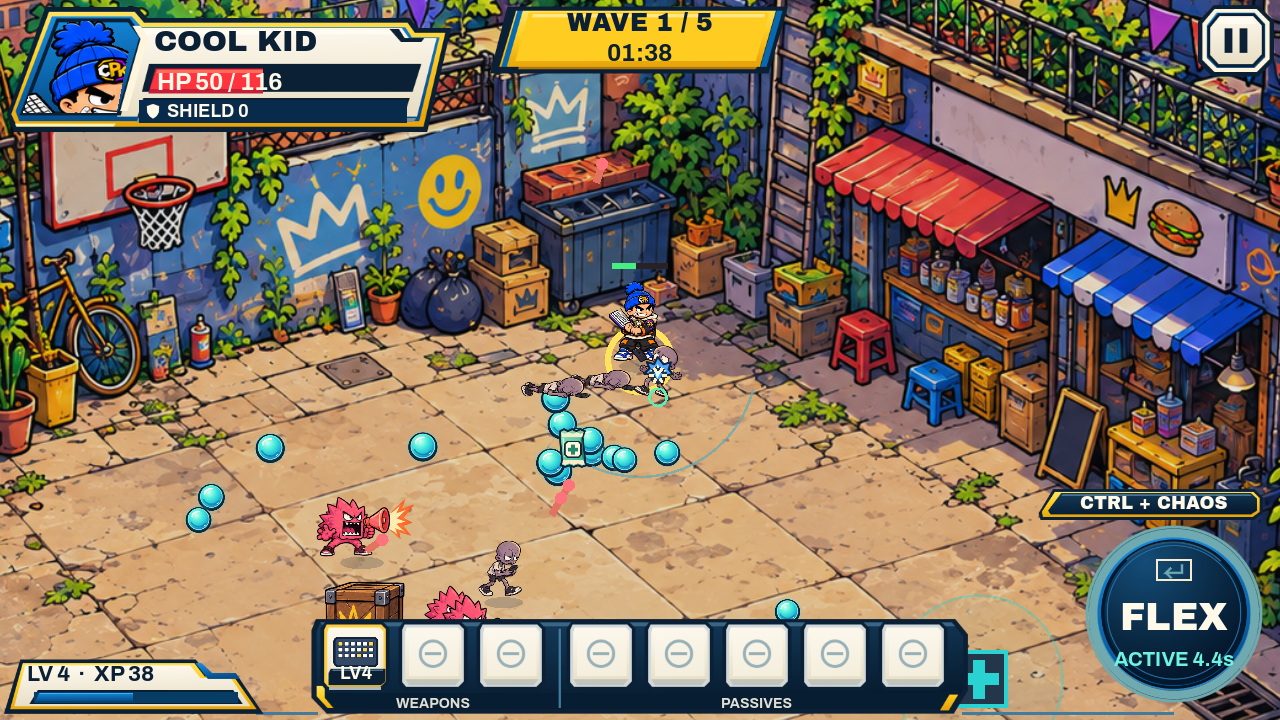 COOL KID
HP 50 / 116
SHIELD 0
WAVE 1 / 5
01:38
CTRL + CHAOS
FLEX
ACTIVE 4.4s
LV 4 · XP 38
LV4
WEAPONS
PASSIVES